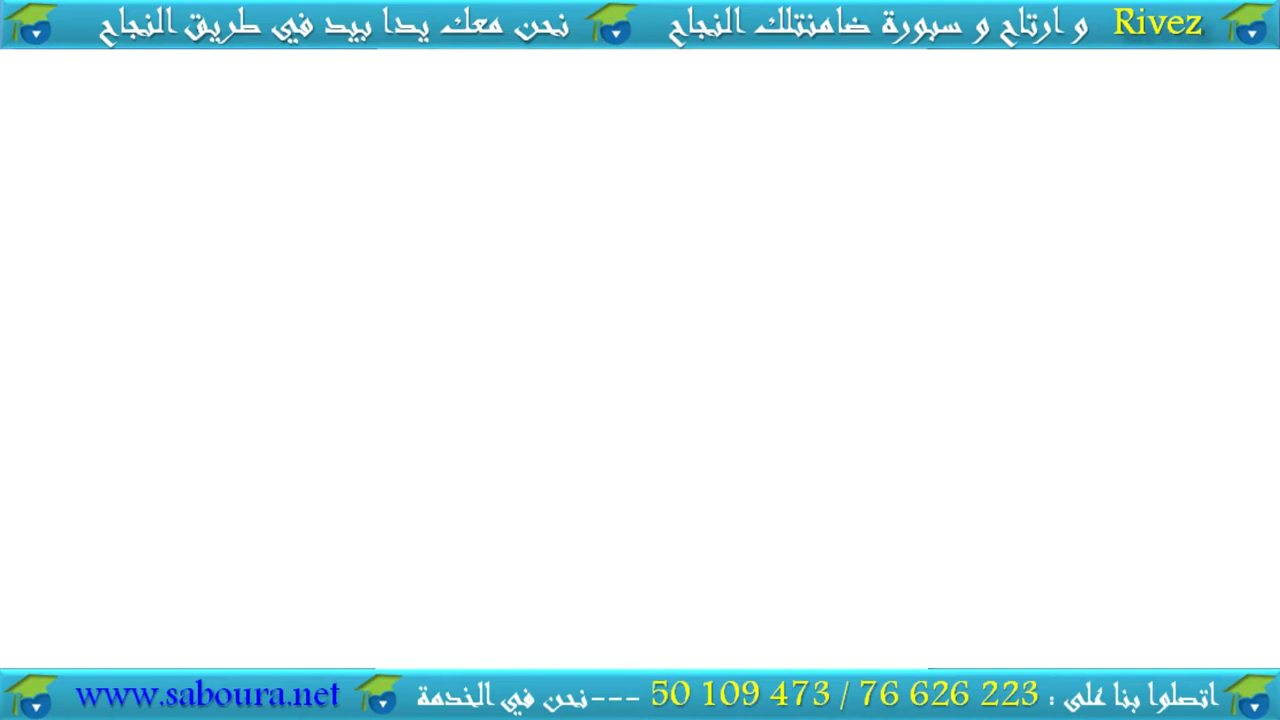 Rivez و ارتاح و سبورة ضامنتلك النجاح نحن معك يدا بيد في طريق النجاح
اتصلوا بنا على : 223 626 76 / 473 109 50 ---نحن في الخدمة www.saboura.net